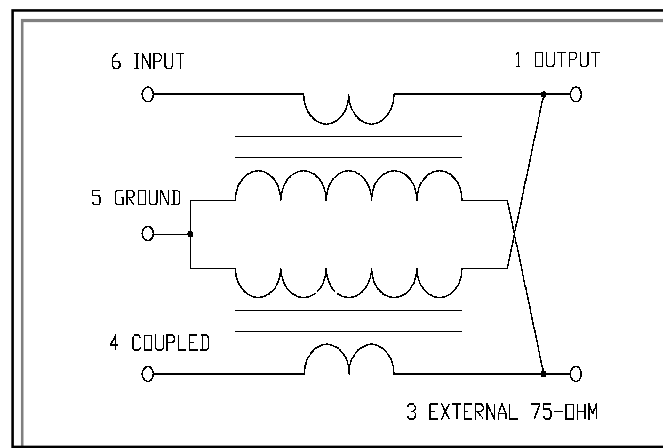 6 INPUT
1 OUTPUT
5 GROUND
4 COUPLED
3 EXTERNAL 75-OHM